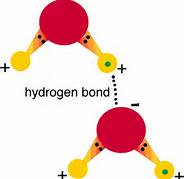 + +
hydrogen bond
-
+ +